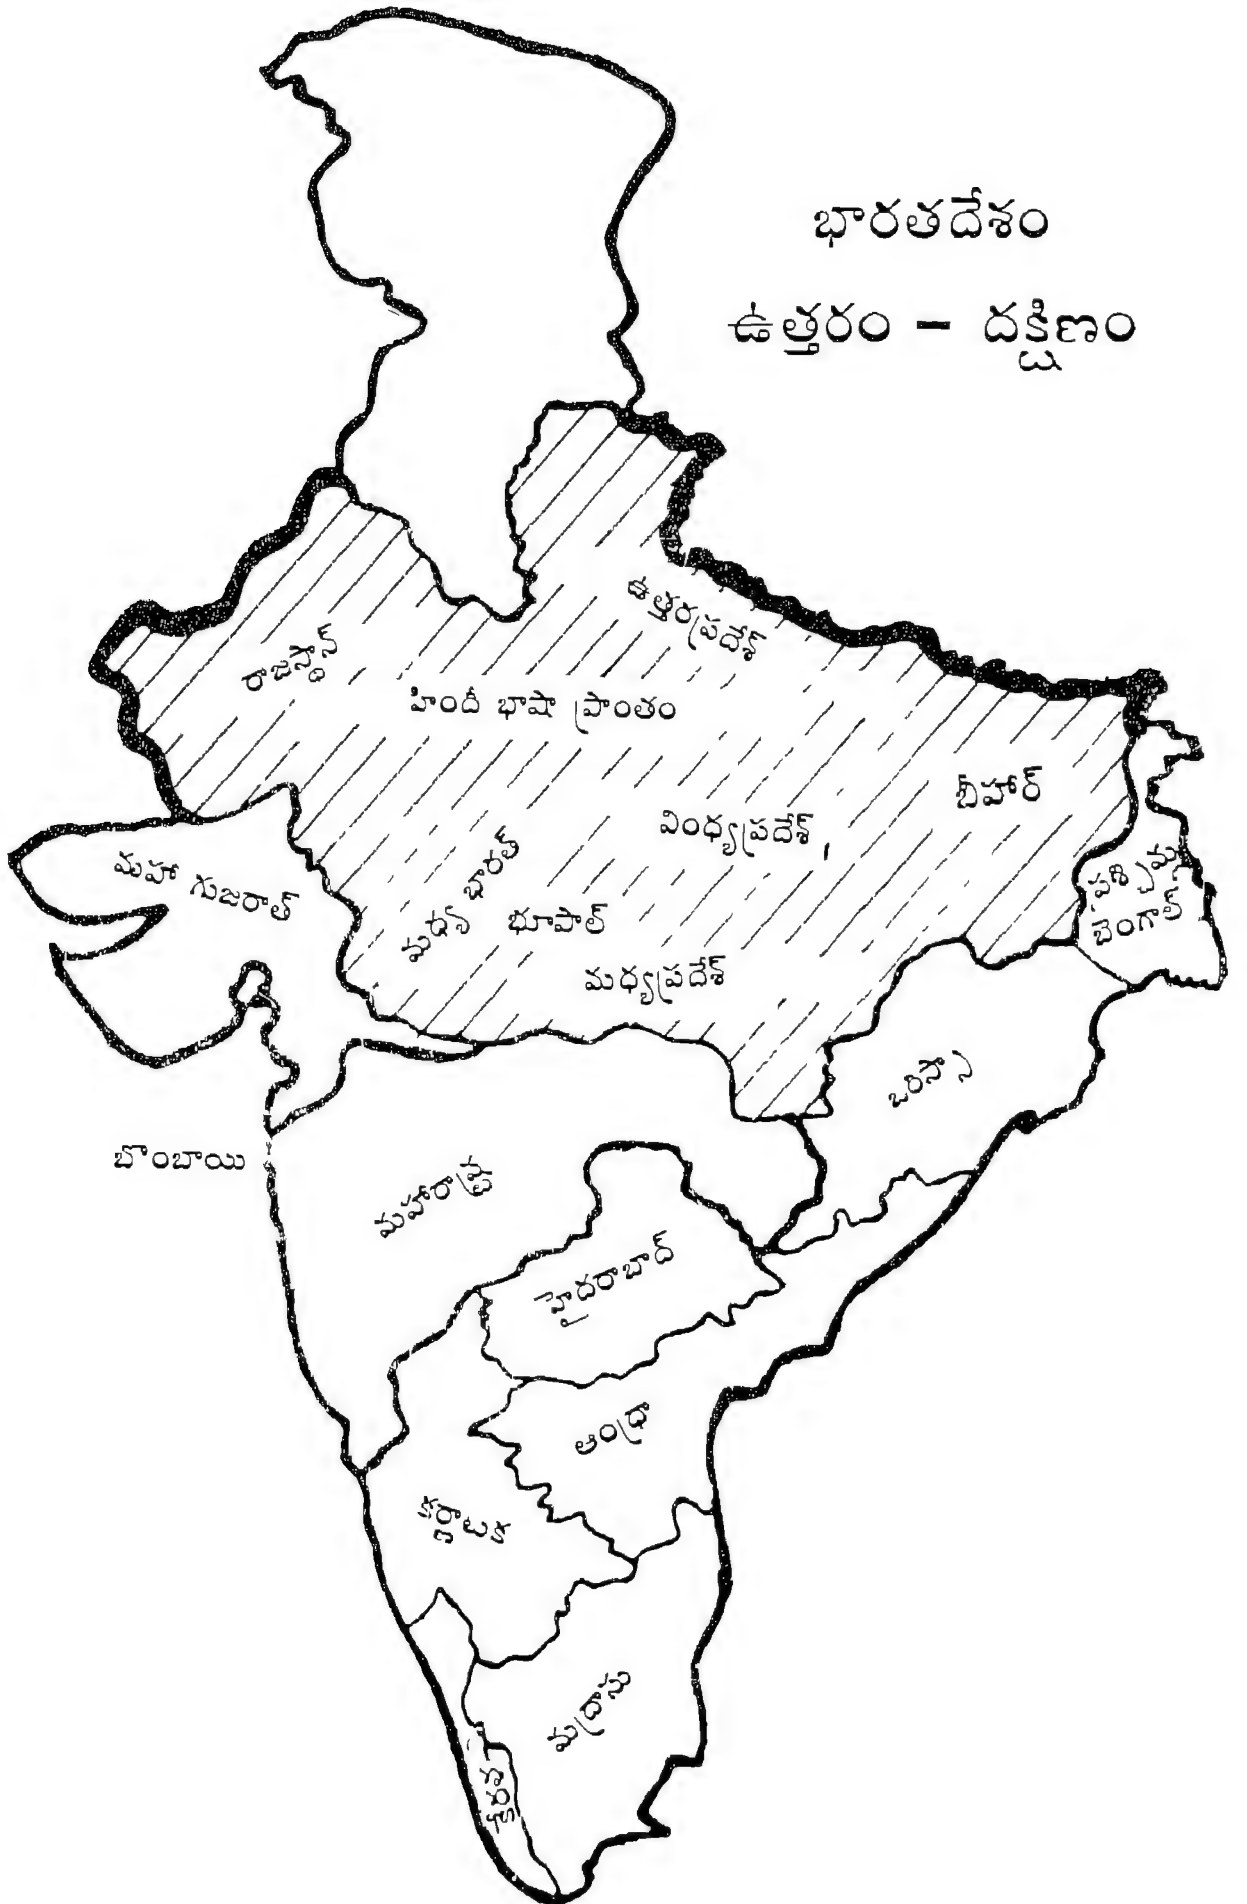 భారతదేశం
ఉత్తరం - దక్షిణం
ఉత్తరప్రదేశ్
రాజస్థాన్
హిందీ భాషా ప్రాంతం
బీహార్
వింధ్యప్రదేశ్
మధ్య భారత్
మహా గుజరాత్
పశ్చిమ
బెంగాల్
భూపాల్
మధ్యప్రదేశ్
ఒరిస్సా
బొంబాయి
మహారాష్ట్ర
హైదరాబాద్
ఆంధ్రా
కర్ణాటక
మద్రాసు
కేరళ